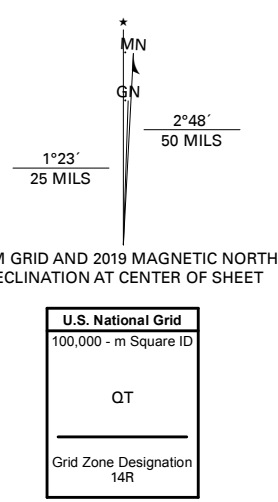 ★
MN
GN
2°48´
50 MILS
1°23´
25 MILS
M GRID AND 2019 MAGNETIC NORTH
ECLINATION AT CENTER OF SHEET
U.S. National Grid
100,000 - m Square ID
QT
Grid Zone Designation
14R